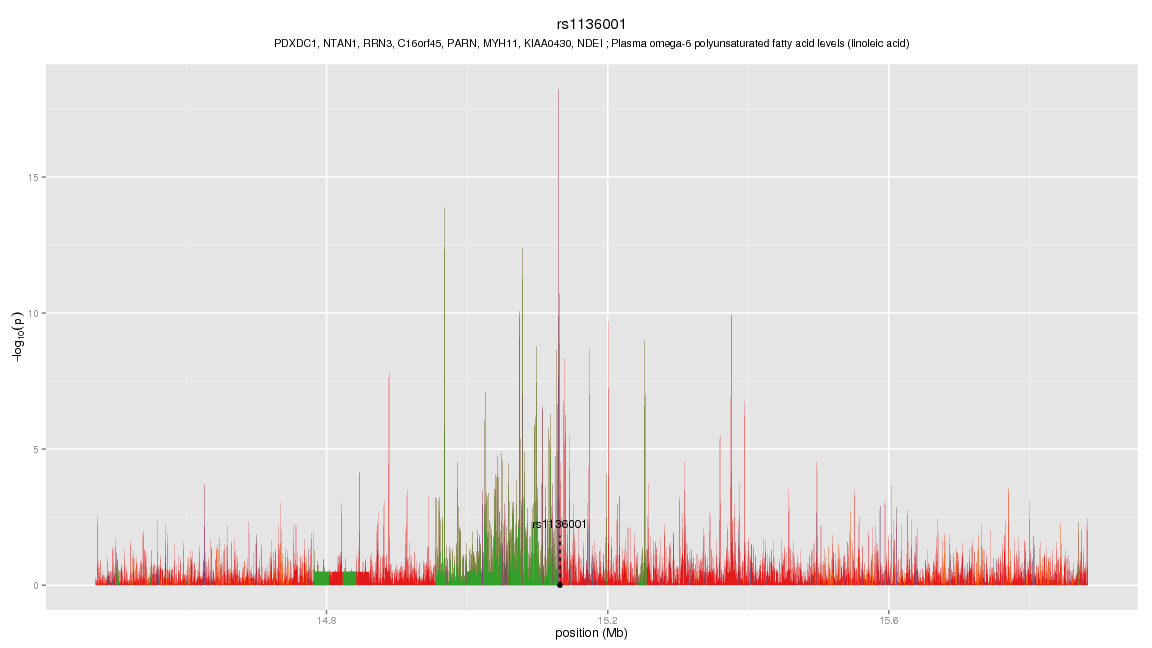 rs1136001
PDXDC1, NTAN1, RRN3, C16orf45, PARN, MYH11, KIAA0430, NDEI ; Plasma omega-6 polyunsaturated fatty acid levels (linoleic acid)
15
10
5
0
−log10(p)
rs1136001
14.8 15.2 15.6
position (Mb)